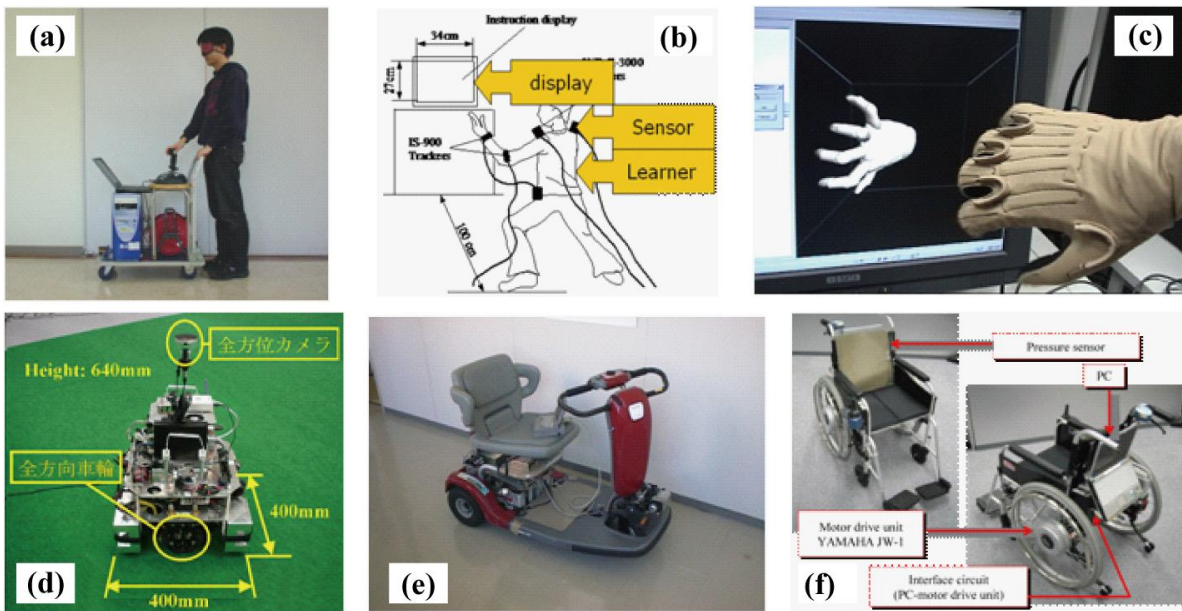 (a)
Instruction display
34cm
(b)
27cm
display
-3000
Sensor
IS-900
Trackers
Learner
100 cm
(c)
全方位カメラ
Height: 640mm
全方向車輪
400mm
(d)
400mm
(e)
Pressure sensor
PC
Motor drive unit
YAMAHA JW-1
Interface circuit
(PC-motor drive unit)
(f)